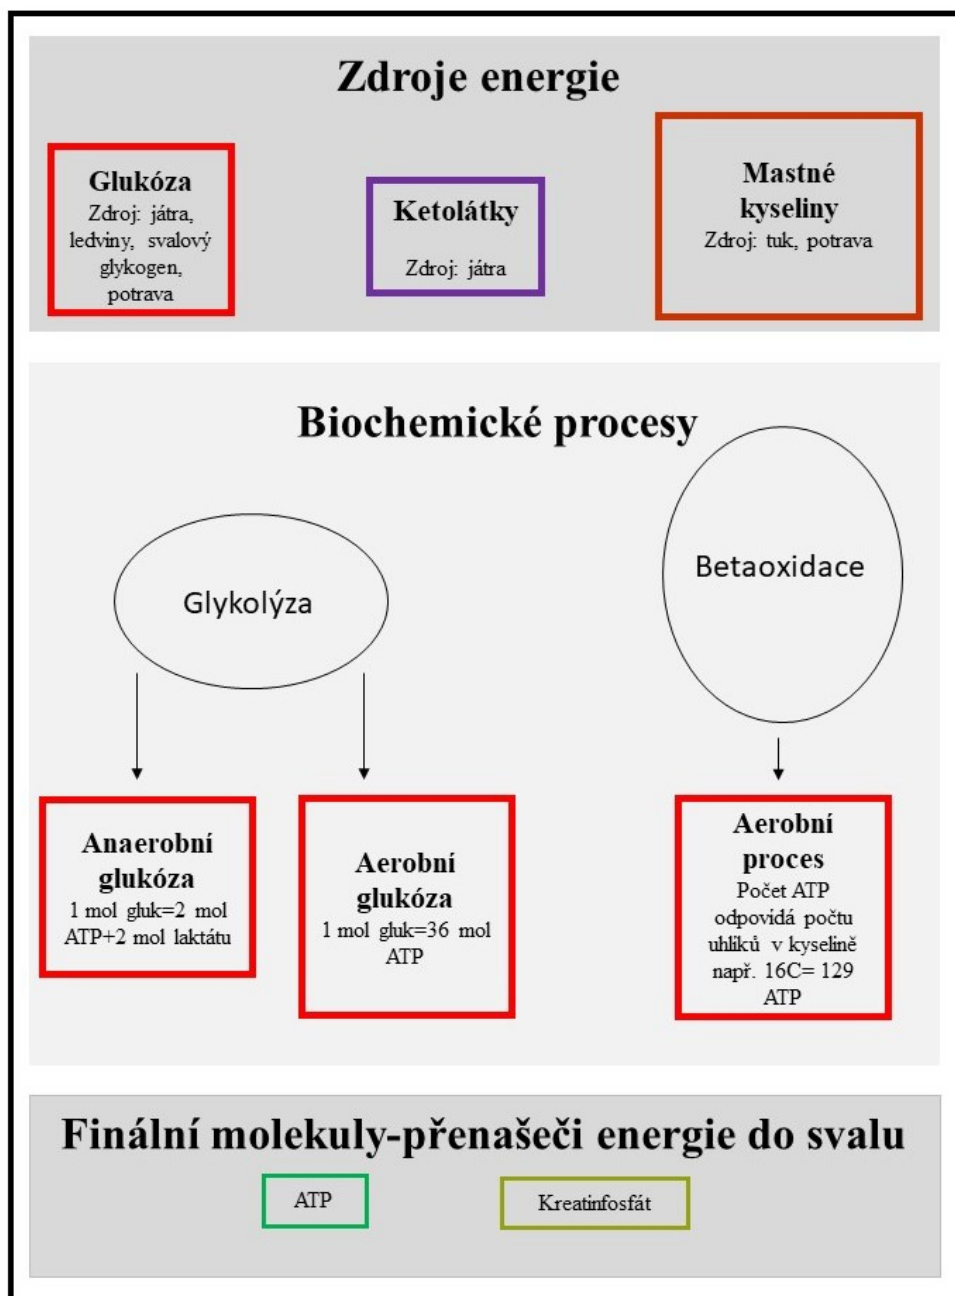 Zdroje energie
Glukóza
Zdroj: játra,
ledviny, svalový
glykogen,
potrava
Ketolátky
Zdroj: játra
Mastné
kyseliny
Zdroj: tuk, potrava
Biochemické procesy
Glykolýza
Betaoxidace
Anaerobní
glukóza
1 mol gluk=2 mol
ATP+2 mol laktátu
Aerobní
glukóza
1 mol gluk=36 mol
ATP
Aerobní
proces
Počet ATP
odpovídá počtu
uhlíků v kyselině
např. 16C= 129
ATP
Finální molekuly-přenašeči energie do svalu
ATP
Kreatinfosfát